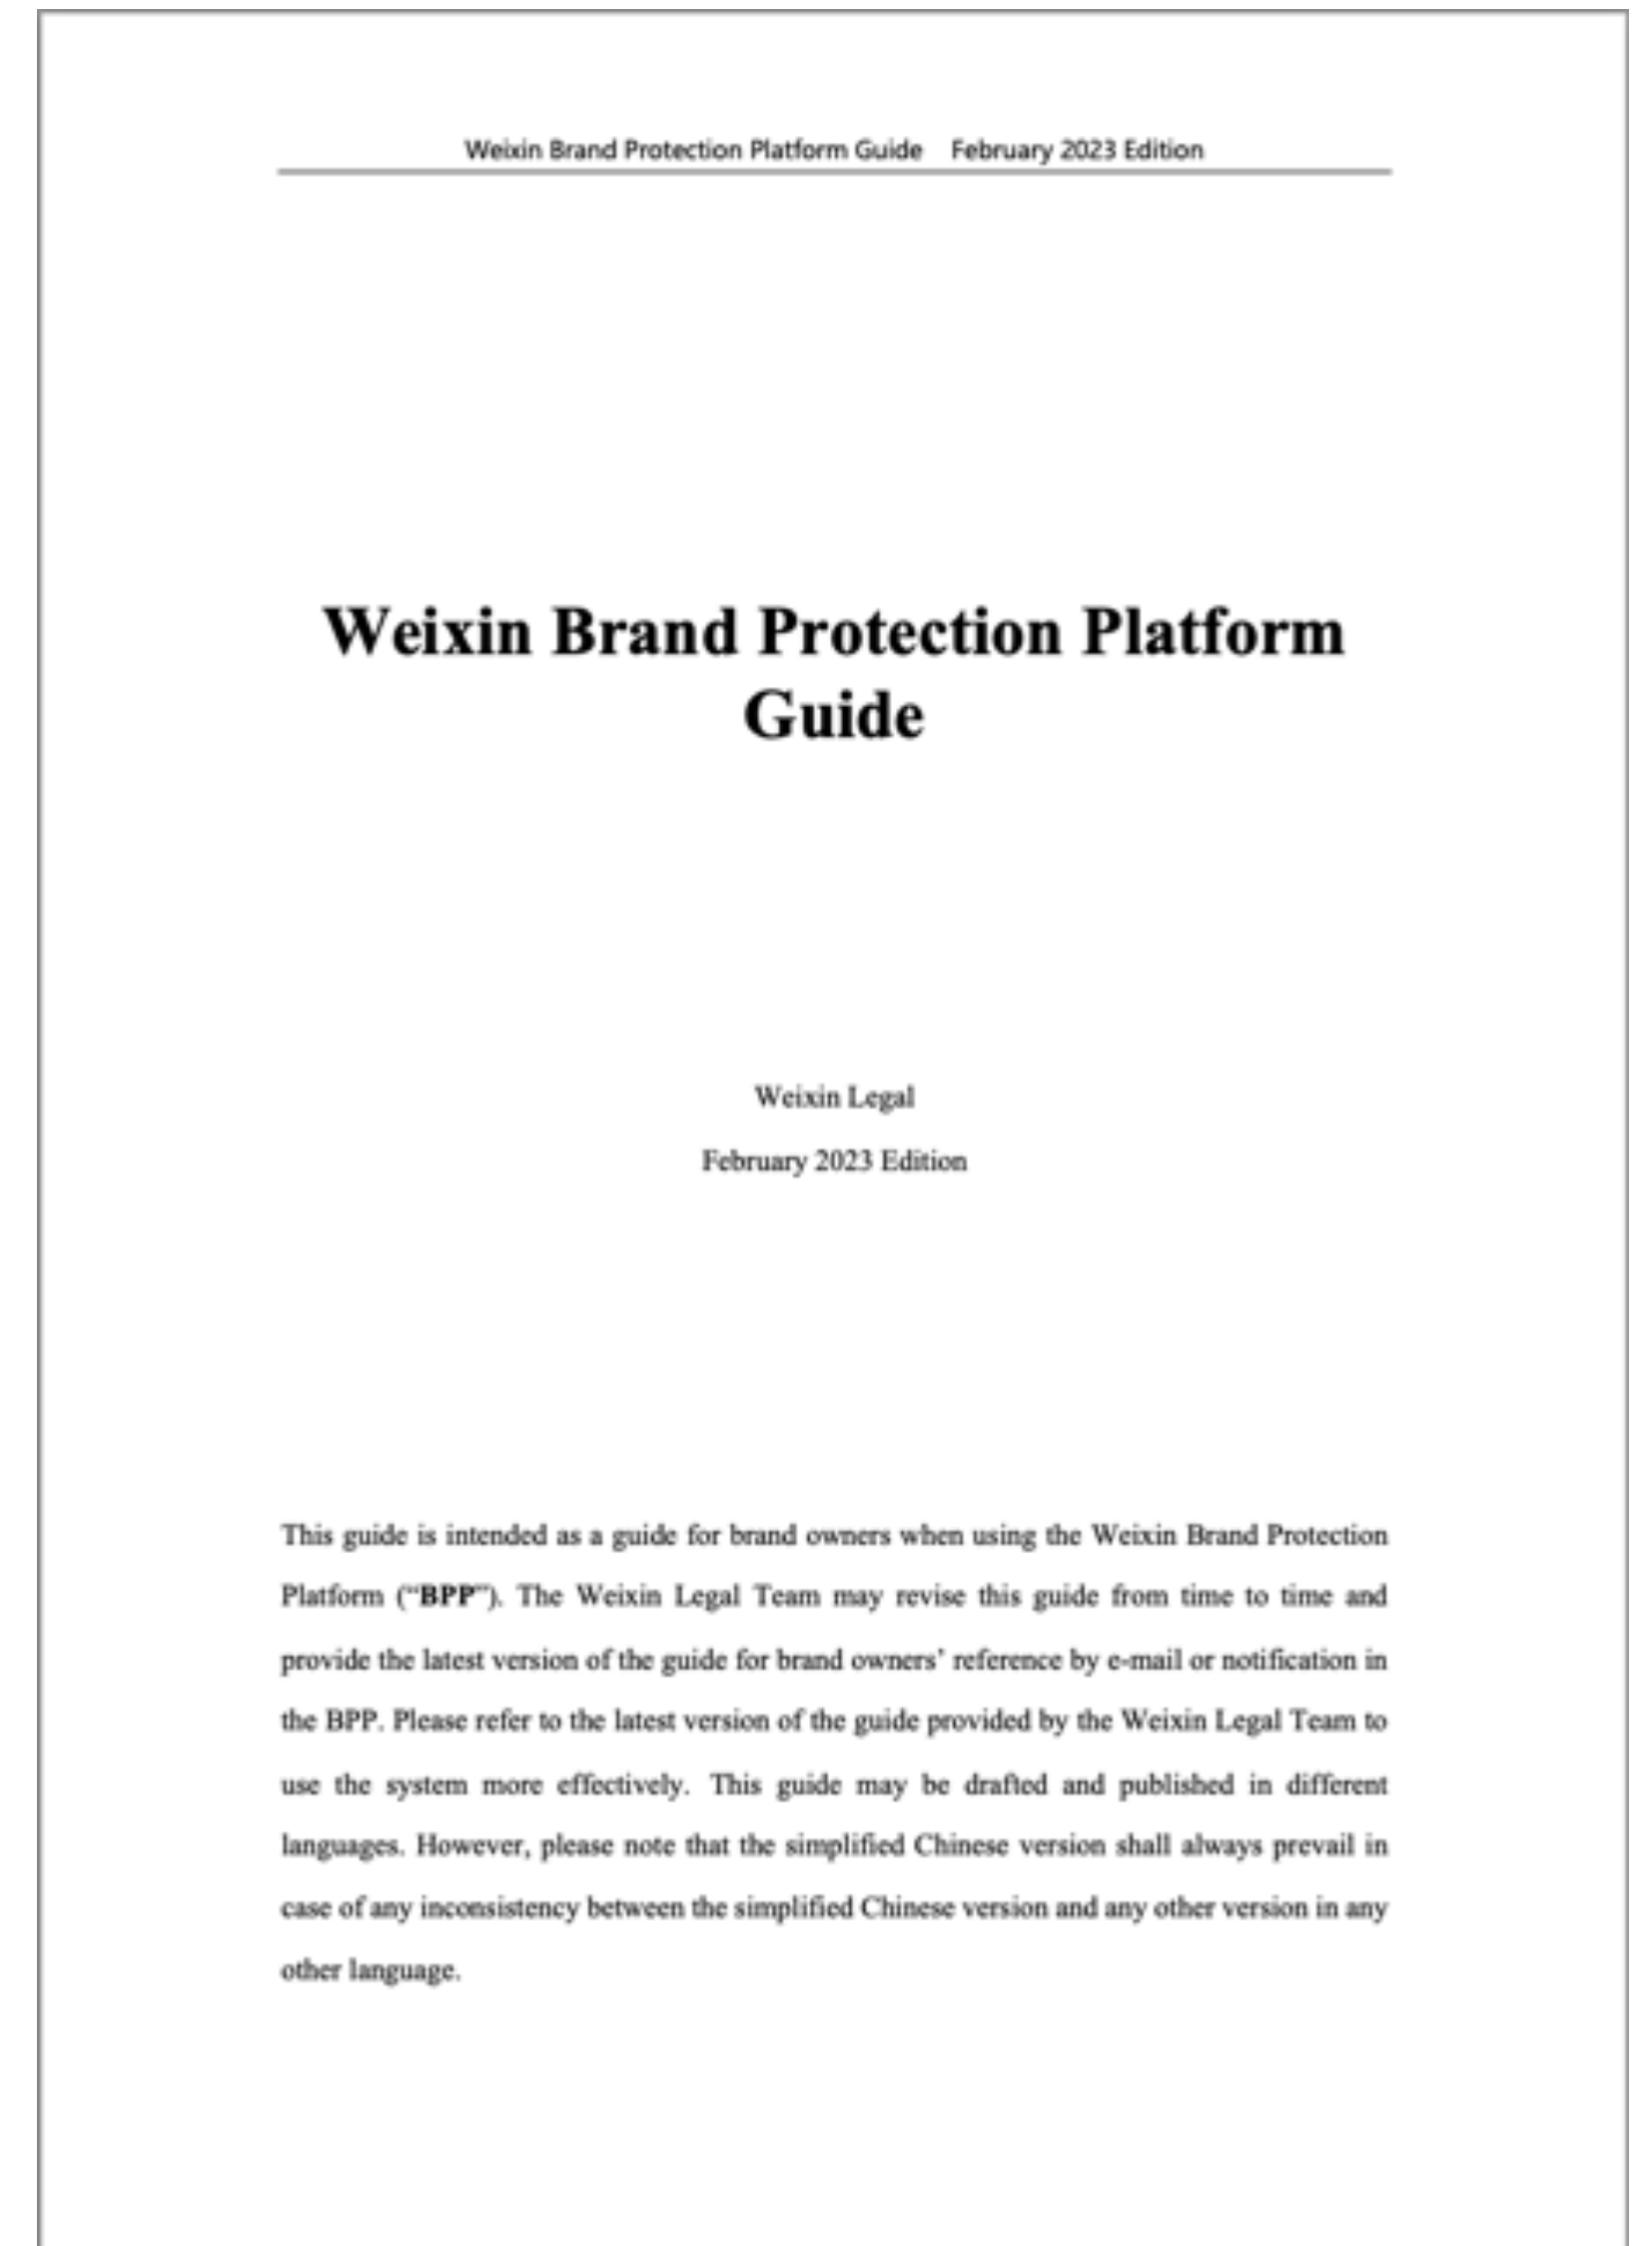 Weixin Brand Protection Platform Guide    February 2023 Edition
Weixin Brand Protection Platform
Guide
Weixin Legal
February 2023 Edition
This guide is intended as a guide for brand owners when using the Weixin Brand Protection
Platform (“BPP”). The Weixin Legal Team may revise this guide from time to time and
provide the latest version of the guide for brand owners’ reference by e-mail or notification in
the BPP. Please refer to the latest version of the guide provided by the Weixin Legal Team to
use the system more effectively. This guide may be drafted and published in different
languages. However, please note that the simplified Chinese version shall always prevail in
case of any inconsistency between the simplified Chinese version and any other version in any
other language.